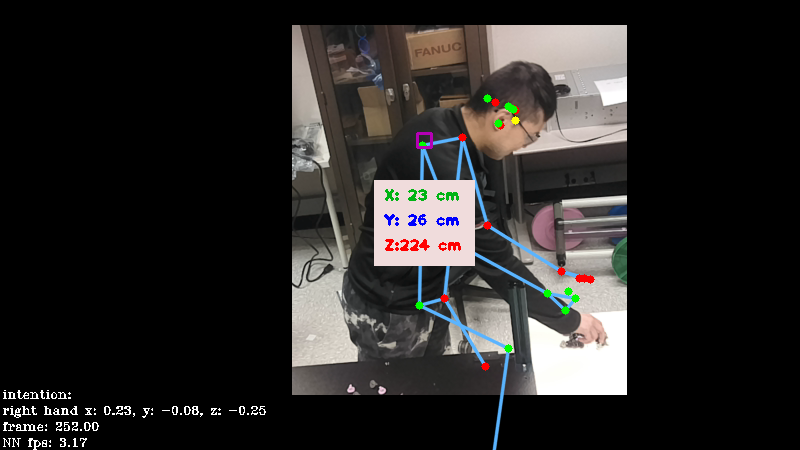 FANUC
X: 23 cm
Y: 26 cm
Z:224 cm
intention:
right hand x: 0.23, y: -0.08, z: -0.25
frame: 252.00
NN fps: 3.17